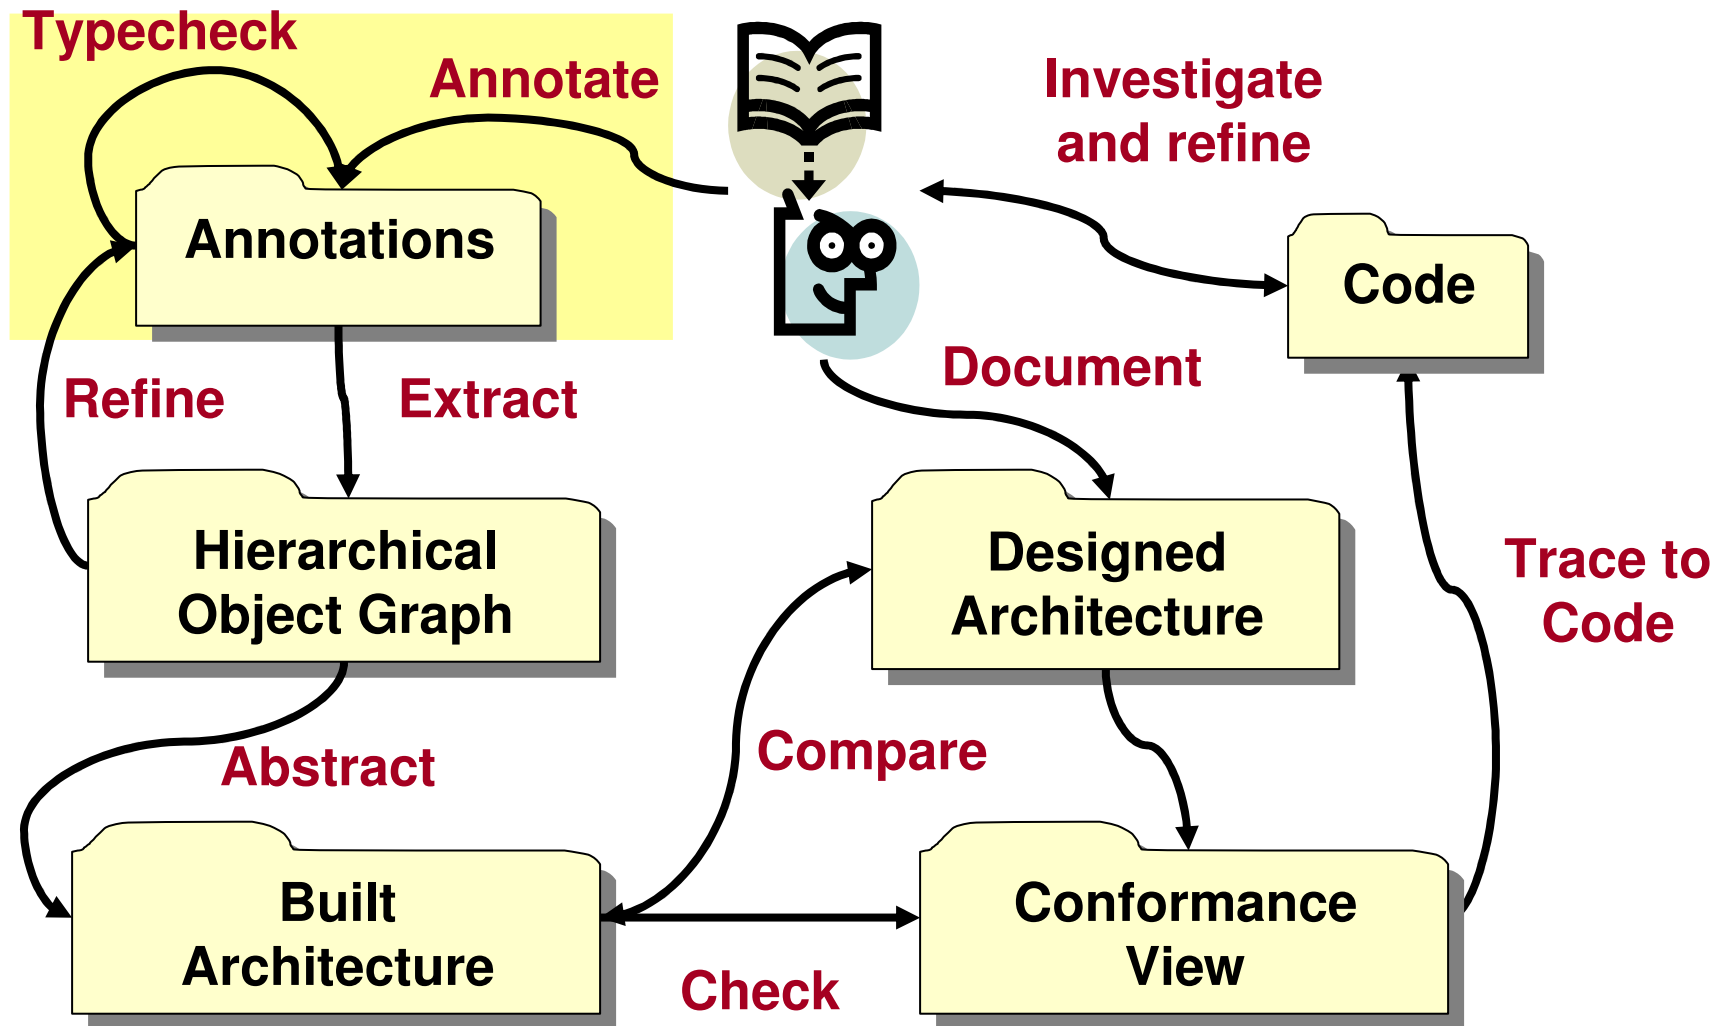 Typecheck
Annotate
Investigate
and refine
Annotations
Code
Document
Refine
Extract
Hierarchical
Object Graph
Designed
Architecture
Trace to
Code
Abstract
Compare
Built
Architecture
Conformance
View
Check